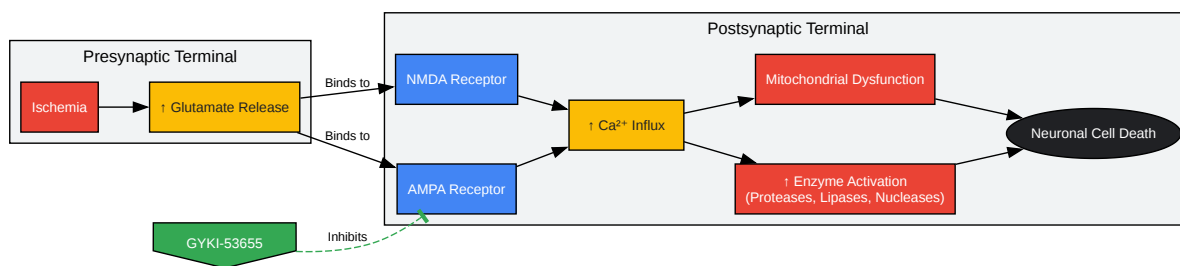 Presynaptic Terminal
Ischemia
↑ Glutamate Release
Binds to
Binds to
Postsynaptic Terminal
NMDA Receptor
AMPA Receptor
↑ Ca²⁺ Influx
Mitochondrial Dysfunction
↑ Enzyme Activation
(Proteases, Lipases, Nucleases)
Neuronal Cell Death
GYKI-53655
Inhibits